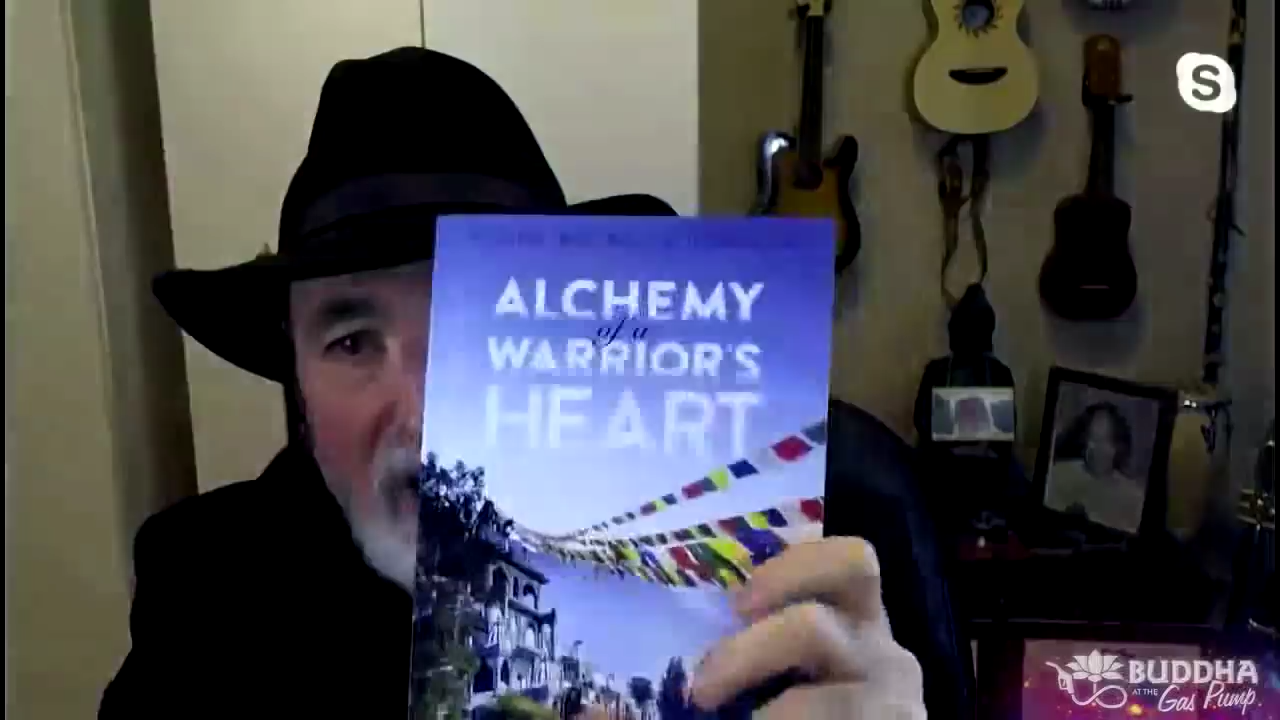 ALCHEMY
of a
WARRIOR'S
HEART
S
BUDDHA
AT THE
Gas Pump